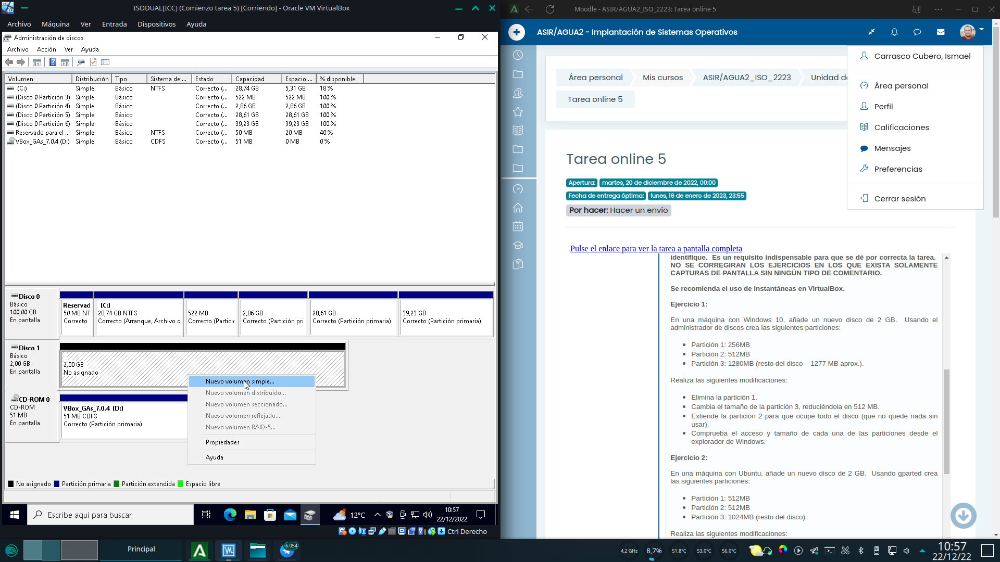 ISODUAL[ICC] (Comienzo tarea 5) [Corriendo] - Oracle VM VirtualBox
Archivo Máquina Ver Entrada Dispositivos Ayuda
Administración de discos
Archivo Acción Ver Ayuda
Volumen Distribución Tipo Sistema de ... Estado Capacidad Espacio ... % disponible
(C:) Simple Básico NTFS Correcto (... 28,74 GB 5,31 GB 18 %
(Disco 0 Partición 3) Simple Básico Correcto (... 522 MB 522 MB 100 %
(Disco 0 Partición 4) Simple Básico Correcto (... 2,86 GB 2,86 GB 100 %
(Disco 0 Partición 5) Simple Básico Correcto (... 28,61 GB 28,61 GB 100 %
(Disco 0 Partición 6) Simple Básico Correcto (... 39,23 GB 39,23 GB 100 %
Reservado para el ... Simple Básico NTFS Correcto (... 50 MB 20 MB 40 %
VBox_GAs_7.0.4 (D:) Simple Básico CDFS Correcto (... 51 MB 0 MB 0 %
Disco 0
Básico
100,00 GB
En pantalla
Reservad
50 MB NT
Correcto
(C:)
28,74 GB NTFS
Correcto (Arranque, Archivo c
522 MB
Correcto (Partic
2,86 GB
Correcto (Partición pri
28,61 GB
Correcto (Partición primaria)
39,23 GB
Correcto (Partición primaria)
Disco 1
Básico
2,00 GB
En pantalla
2,00 GB
No asignado
Nuevo volumen simple...
Nuevo volumen distribuido...
Nuevo volumen seccionado...
Nuevo volumen reflejado...
Nuevo volumen RAID-5...
Propiedades
Ayuda
CD-ROM 0
CD-ROM
51 MB
En pantalla
VBox_GAs_7.0.4 (D:)
51 MB CDFS
Correcto (Partición primaria)
No asignado Partición primaria Partición extendida Espacio libre
Escribe aquí para buscar
12°C
10:57
22/12/2022
Ctrl Derecho
Moodle - ASIR/AGUA2_ISO_2223: Tarea online 5
ASIR/AGUA2 - Implantación de Sistemas Operativos
Área personal
Mis cursos
ASIR/AGUA2_ISO_2223
Unidad de
Tarea online 5
Carrasco Cubero, Ismael
Área personal
Perfil
Calificaciones
Mensajes
Preferencias
Cerrar sesión
Tarea online 5
Apertura: martes, 20 de diciembre de 2022, 00:00
Fecha de entrega óptima: lunes, 16 de enero de 2023, 23:55
Por hacer: Hacer un envío
Pulse el enlace para ver la tarea a pantalla completa
identifique. Es un requisito indispensable para que se dé por correcta la tarea.
NO SE CORREGIRAN LOS EJERCICIOS EN LOS QUE EXISTA SOLAMENTE
CAPTURAS DE PANTALLA SIN NINGÚN TIPO DE COMENTARIO.
Se recomienda el uso de instantáneas en VirtualBox.
Ejercicio 1:
En una máquina con Windows 10, añade un nuevo disco de 2 GB. Usando el
administrador de discos crea las siguientes particiones:
Partición 1: 256MB
Partición 2: 512MB
Partición 3: 1280MB (resto del disco – 1277 MB aprox.).
Realiza las siguientes modificaciones:
Elimina la partición 1.
Cambia el tamaño de la partición 3, reduciéndola en 512 MB.
Extiende la partición 2 para que ocupe todo el disco (que no quede nada sin
usar).
Comprueba el acceso y tamaño de cada una de las particiones desde el
explorador de Windows.
Ejercicio 2:
En una máquina con Ubuntu, añade un nuevo disco de 2 GB. Usando gparted crea
las siguientes particiones:
Partición 1: 512MB
Partición 2: 512MB
Partición 3: 1024MB (resto del disco).
Realiza las siguientes modificaciones:
Principal
6.054
4,2 GHz
8,7%
51,8°C
53,0°C
56,0°C
10:57
22/12/22